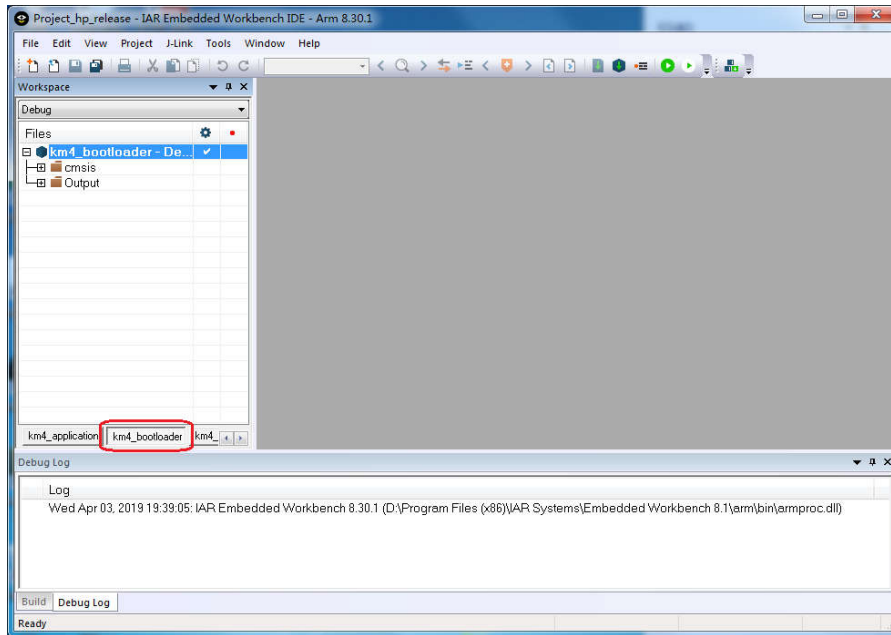 Project_hp_release - IAR Embedded Workbench IDE - Arm 8.30.1
File Edit View Project J-Link Tools Window Help
Workspace
Debug
Files
km4_bootloader - De...
cmsis
Output
km4_application km4_bootloader km4_
Debug Log
Log
Wed Apr 03, 2019 19:39:05: IAR Embedded Workbench 8.30.1 (D:\Program Files (x86)\IAR Systems\Embedded Workbench 8.1\arm\bin\armproc.dll)
Build Debug Log
Ready